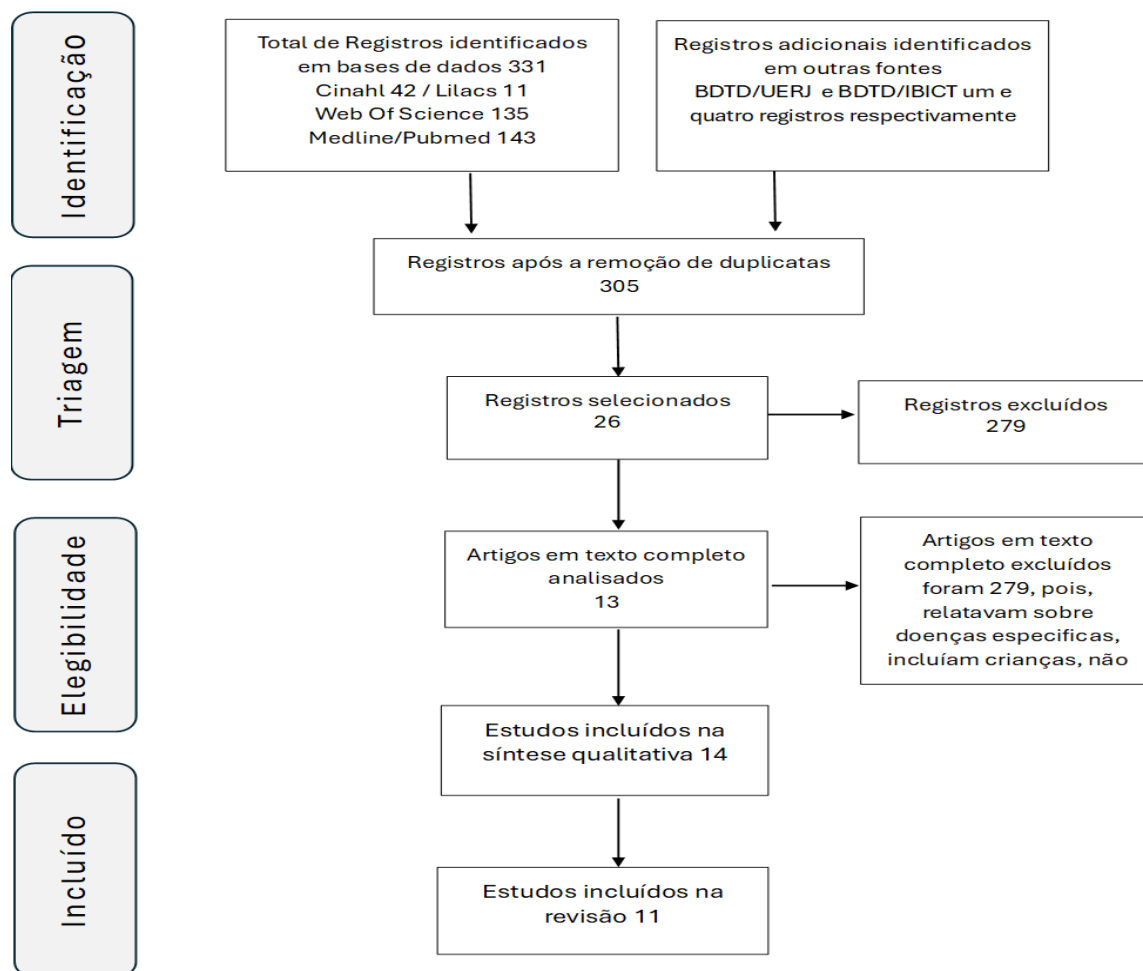 Identificação
Total de Registros identificados
em bases de dados 331
Cinahl 42 / Lilacs 11
Web Of Science 135
Medline/Pubmed 143
Registros adicionais identificados
em outras fontes
BDTD/UERJ e BDTD/IBICT um e
quatro registros respectivamente
Registros após a remoção de duplicatas
305
Triagem
Registros selecionados
26
Registros excluídos
279
Elegibilidade
Artigos em texto completo
analisados
13
Artigos em texto
completo excluídos
foram 279, pois,
relatavam sobre
doenças especificas,
incluíam crianças, não
Estudos incluídos na
síntese qualitativa 14
Incluído
Estudos incluídos na
revisão 11